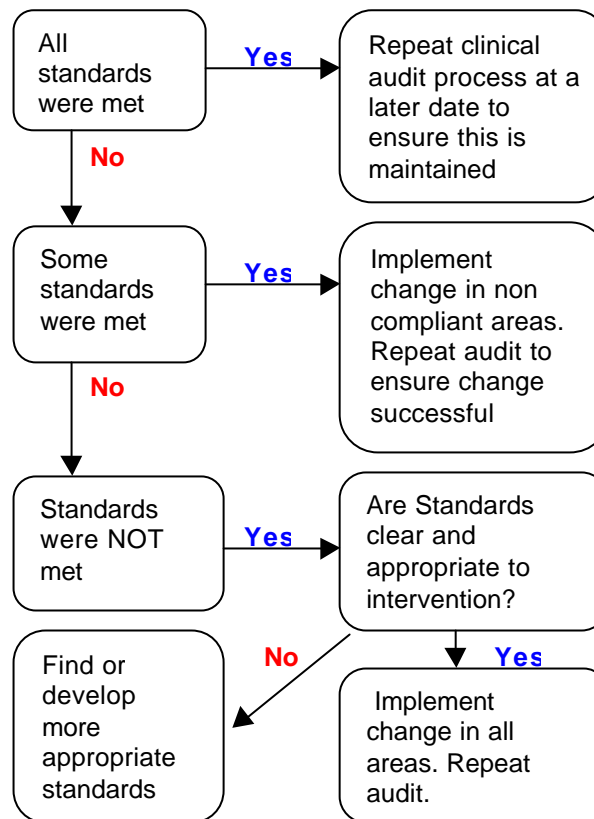 All
standards
were met
Yes
Repeat clinical
audit process at a
later date to
ensure this is
maintained
No
Some
standards
were met
Yes
Implement
change in non
compliant areas.
Repeat audit to
ensure change
successful
No
Standards
were NOT
met
Yes
Are Standards
clear and
appropriate to
intervention?
No
Yes
Find or
develop
more
appropriate
standards
Implement
change in all
areas. Repeat
audit.